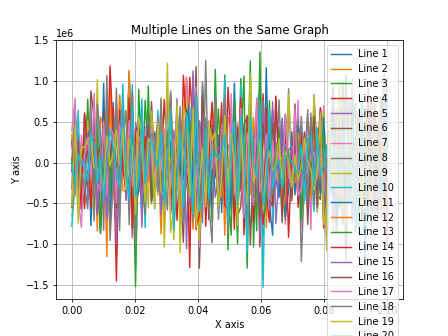 Multiple Lines on the Same Graph
1e6
1.5
1.0
0.5
0.0
−0.5
−1.0
−1.5
Y axis
0.00
0.02
0.04
0.06
X axis
Line 1
Line 2
Line 3
Line 4
Line 5
Line 6
Line 7
Line 8
Line 9
Line 10
Line 11
Line 12
Line 13
Line 14
Line 15
Line 16
Line 17
Line 18
Line 19
Line 20